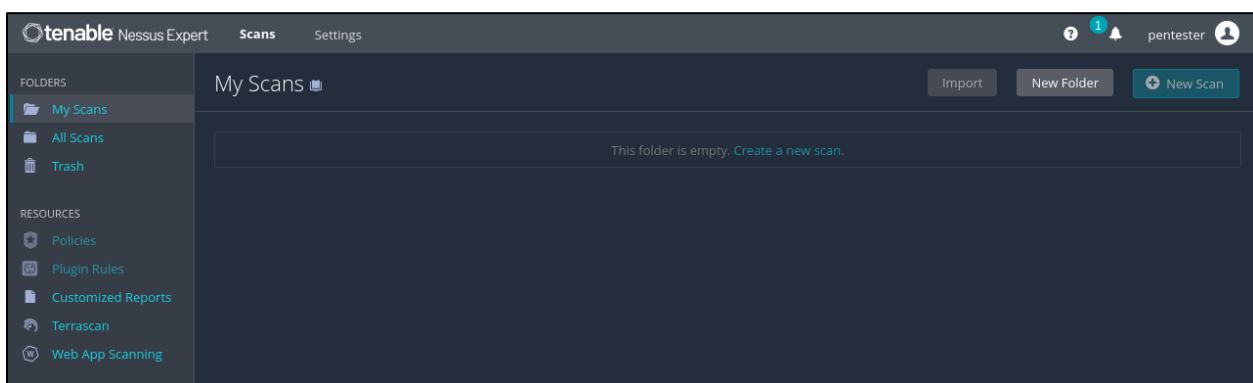 tenable Nessus Expert Scans Settings ? 1 pentester
FOLDERS
My Scans
All Scans
Trash
RESOURCES
Policies
Plugin Rules
Customized Reports
Terrascan
W Web App Scanning
My Scans
Import New Folder New Scan
This folder is empty. Create a new scan.